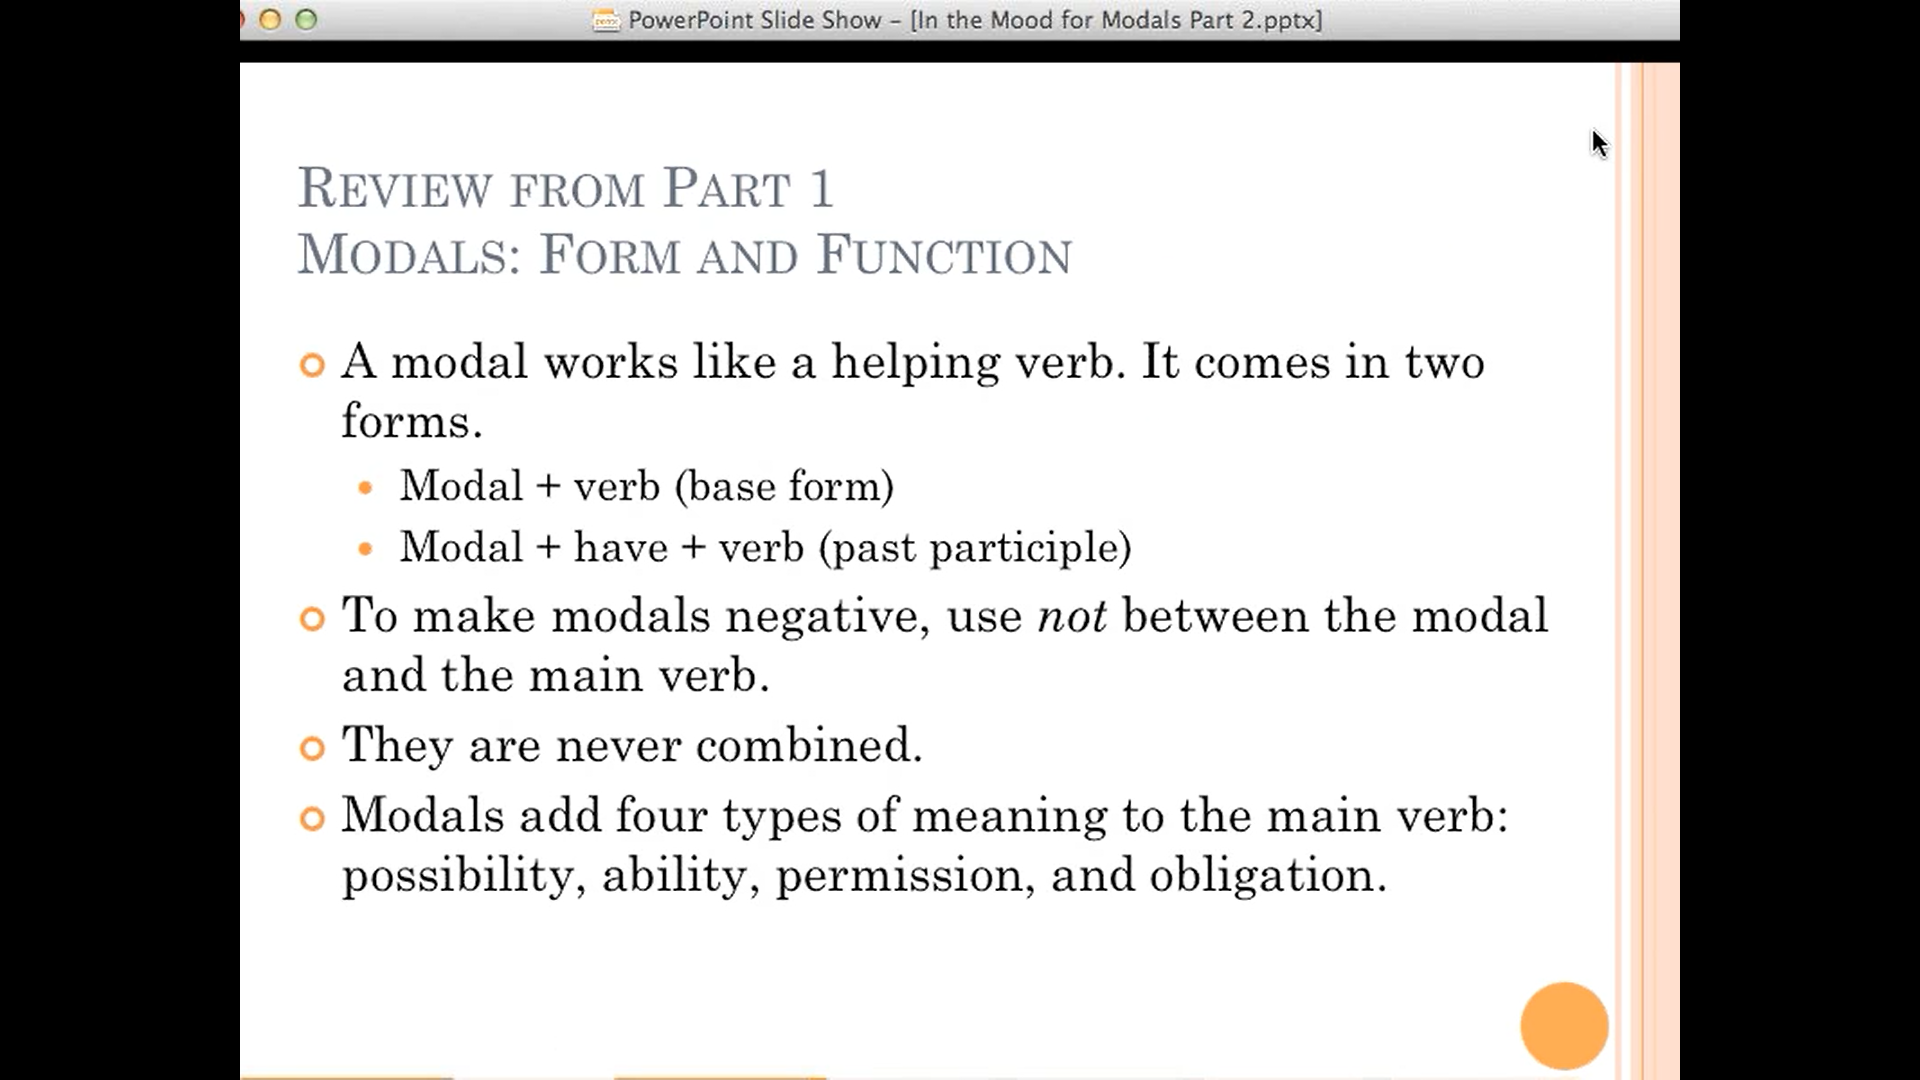 PowerPoint Slide Show – [In the Mood for Modals Part 2.pptx]
REVIEW FROM PART 1
MODALS: FORM AND FUNCTION
A modal works like a helping verb. It comes in two
forms.
Modal + verb (base form)
Modal + have + verb (past participle)
To make modals negative, use not between the modal
and the main verb.
They are never combined.
Modals add four types of meaning to the main verb:
possibility, ability, permission, and obligation.